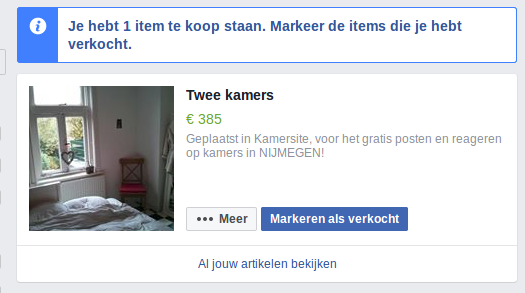 Je hebt 1 item te koop staan. Markeer de items die je hebt
verkocht.
Twee kamers
€ 385
Geplaatst in Kamersite, voor het gratis posten en reageren
op kamers in NIJMEGEN!
Meer
Markeren als verkocht
Al jouw artikelen bekijken